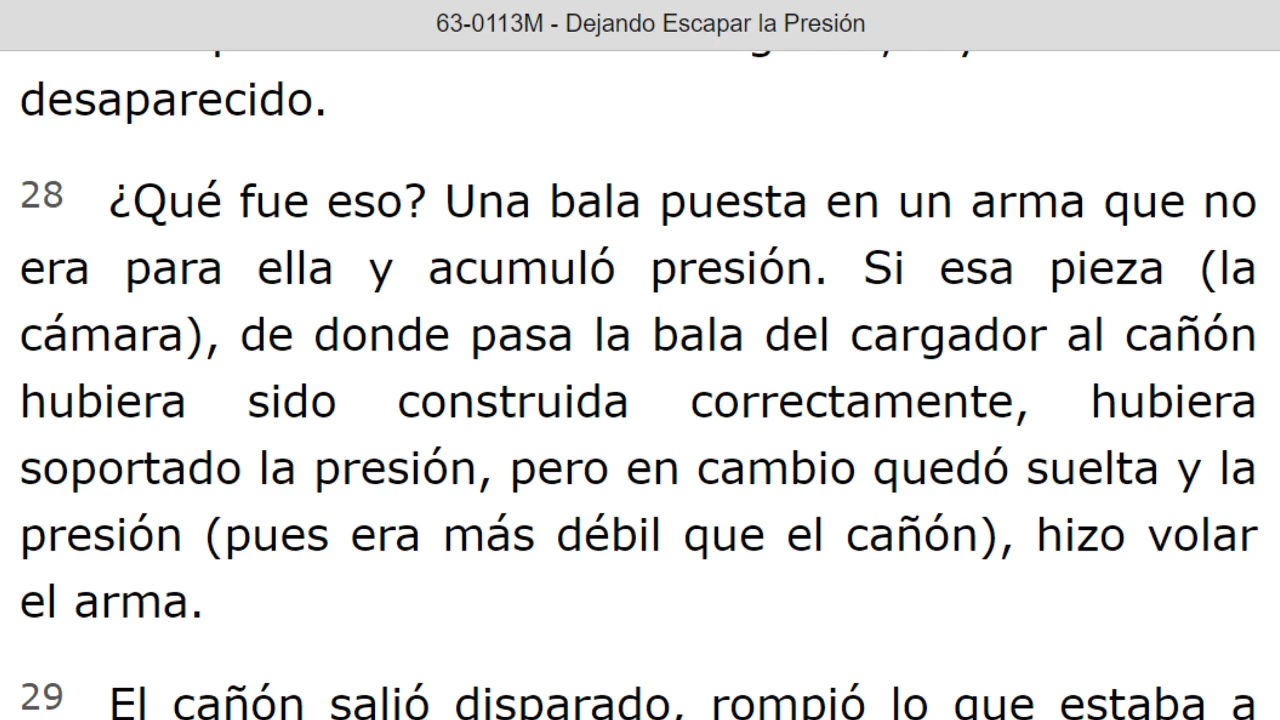 63-0113M - Dejando Escapar la Presión
desaparecido.
28 ¿Qué fue eso? Una bala puesta en un arma que no
era para ella y acumuló presión. Si esa pieza (la
cámara), de donde pasa la bala del cargador al cañón
hubiera sido construida correctamente, hubiera
soportado la presión, pero en cambio quedó suelta y la
presión (pues era más débil que el cañón), hizo volar
el arma.
29 El cañón salió disparado, rompió lo que estaba a